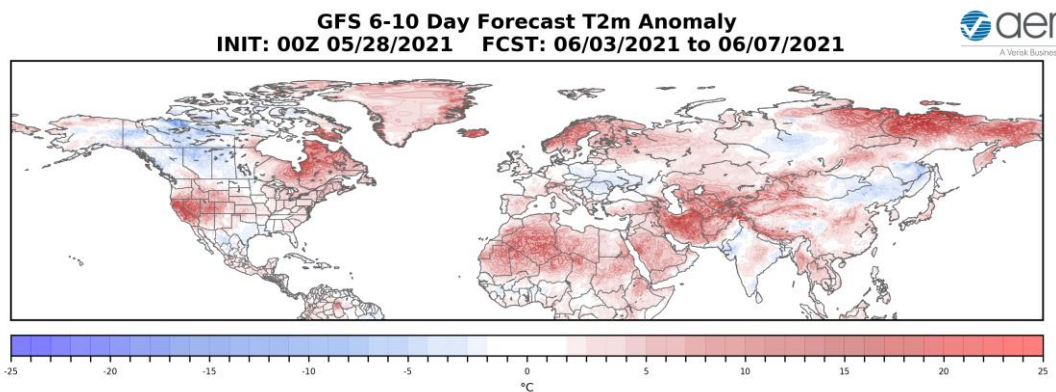 GFS 6-10 Day Forecast T2m Anomaly
INIT: 00Z 05/28/2021 FCST: 06/03/2021 to 06/07/2021
aer
A Verisk Business
-25 -20 -15 -10 -5 0 5 10 15 20 25
°C